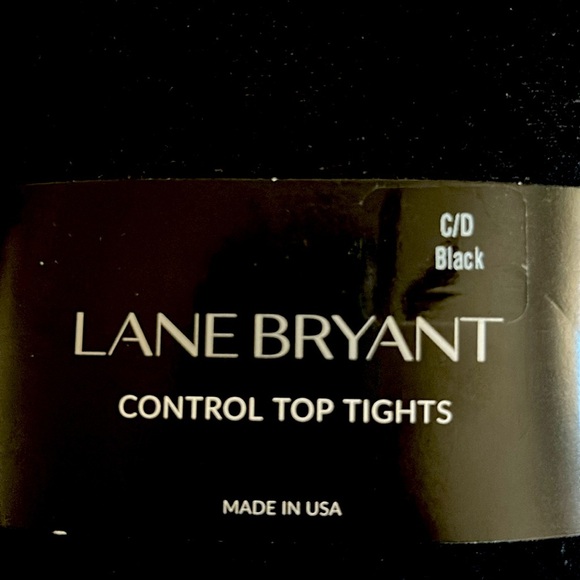 C/D
Black
LANE BRYANT
CONTROL TOP TIGHTS
MADE IN USA